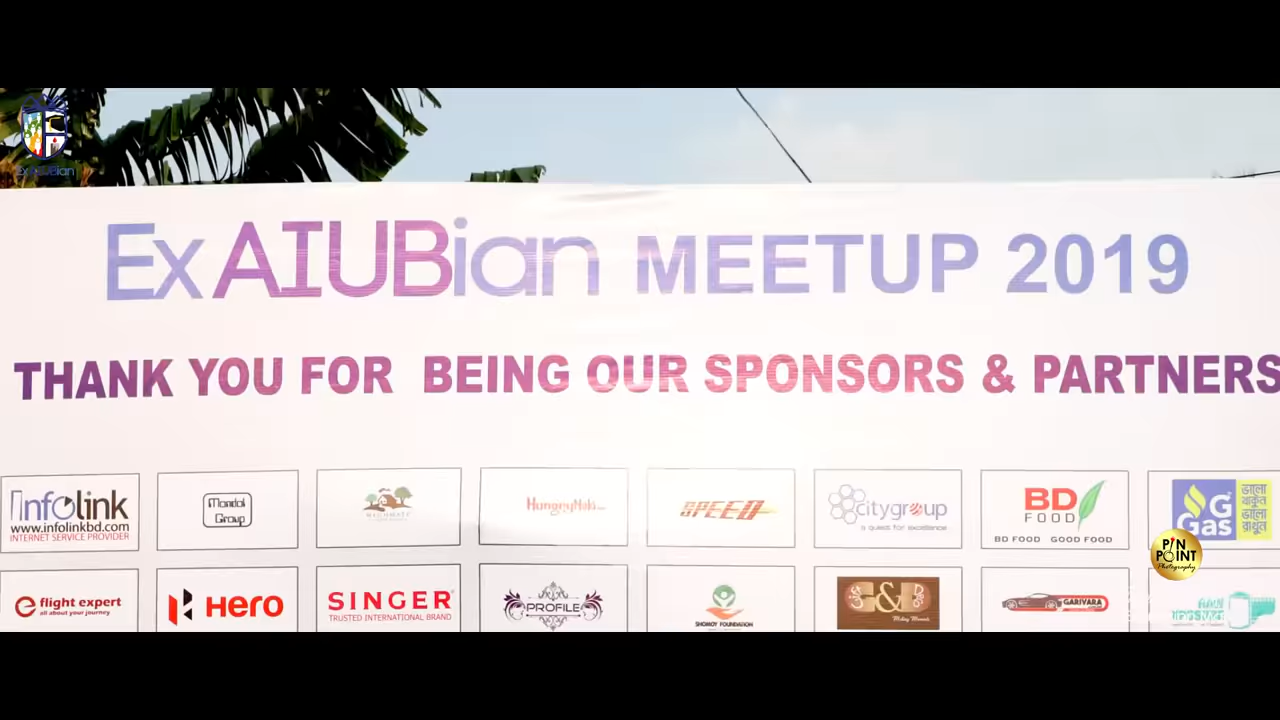 ExAIUBian
ExAIUBian MEETUP 2019
THANK YOU FOR BEING OUR SPONSORS & PARTNERS
Infolink
www.infolinkbd.com
INTERNET SERVICE PROVIDER
Mondol
Group
HungryNaki
SPEED
citygroup
a quest for excellence
BD
FOOD
BD FOOD GOOD FOOD
G
Gas
ভালো
থাকুন
ভালো
রাখুন
PIN
POINT
Photography
flight expert
all about your journey
HERO
SINGER
TRUSTED INTERNATIONAL BRAND
PROFILE
SHOMOY FOUNDATION
&
GARIVARA